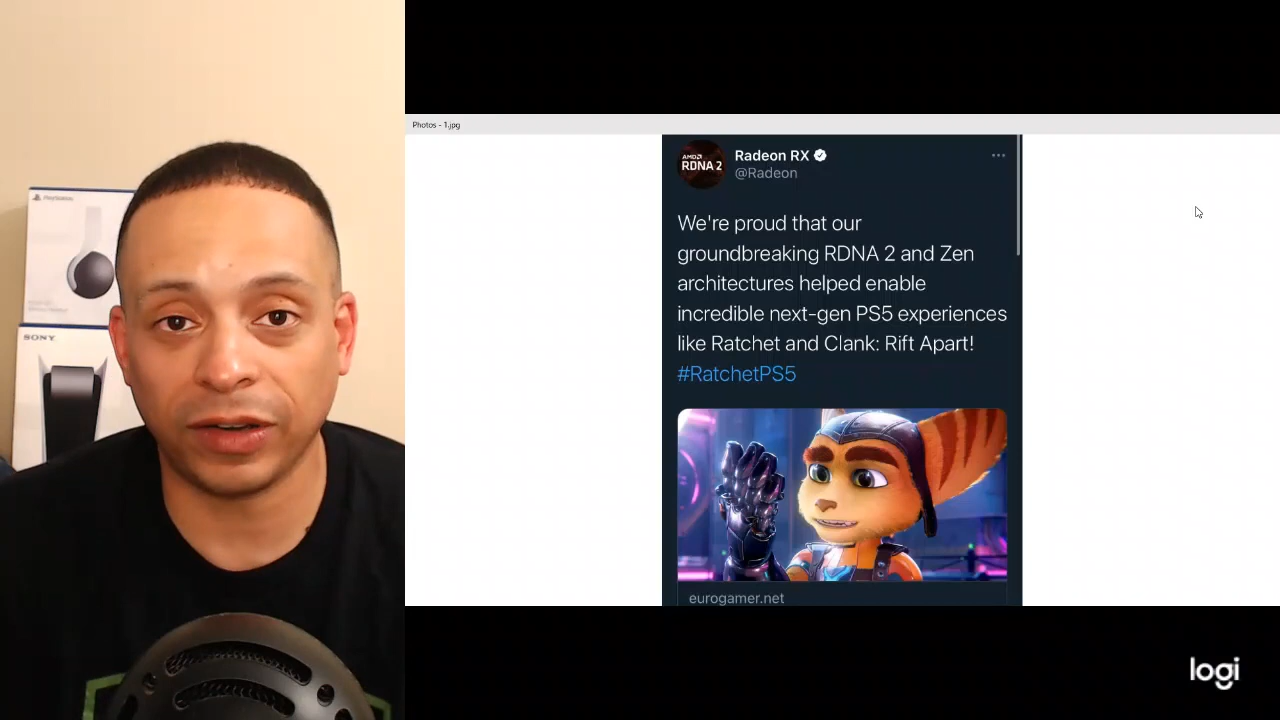 PlayStation
SONY
Photos - 1.jpg
AMD
RDNA 2
Radeon RX
@Radeon
We're proud that our
groundbreaking RDNA 2 and Zen
architectures helped enable
incredible next-gen PS5 experiences
like Ratchet and Clank: Rift Apart!
#RatchetPS5
eurogamer.net
logi